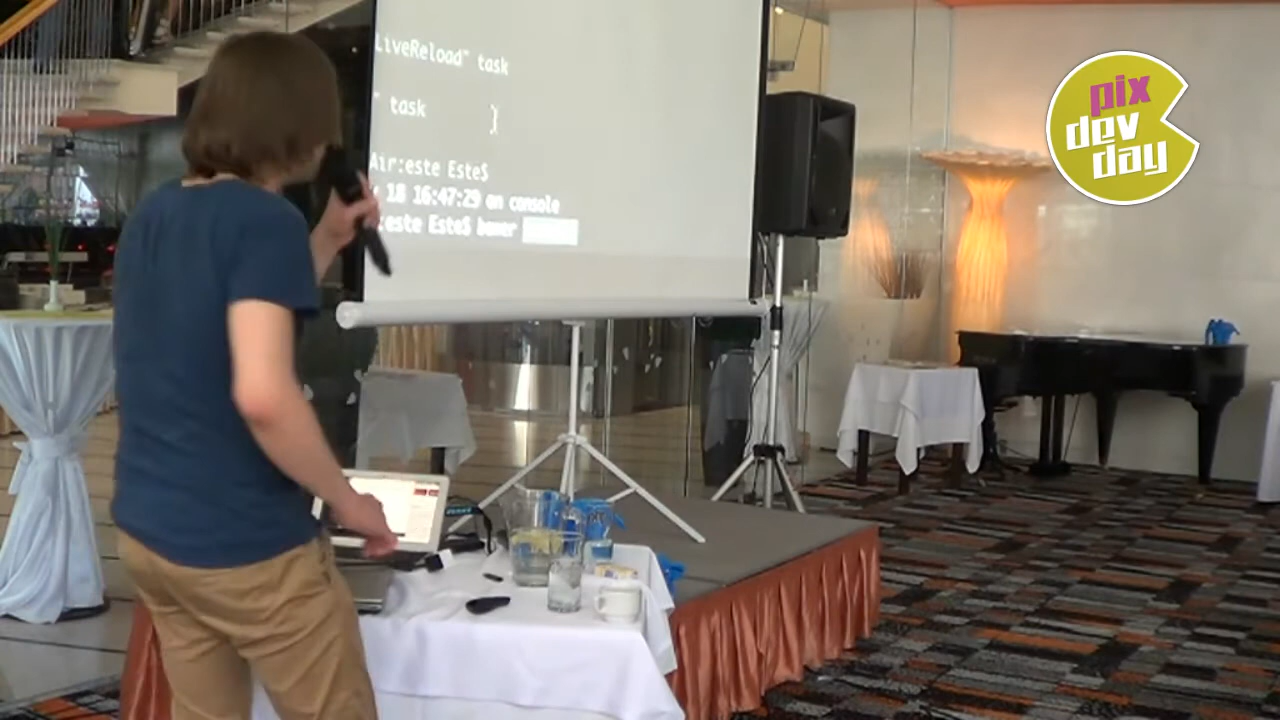 LiveReload" task
" task
Air:este Este$
18 16:47:29 on console
:este Este$ bower
pix
dev
day